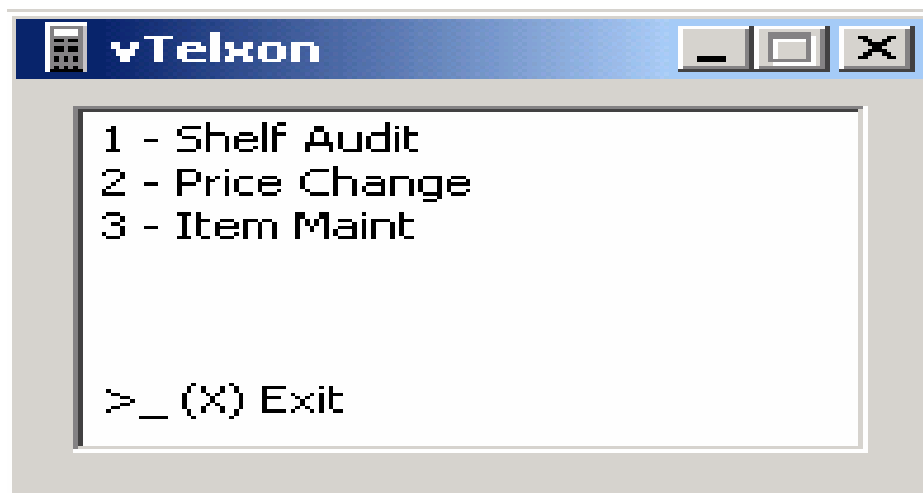 vTelxon
1 - Shelf Audit
2 - Price Change
3 - Item Maint
>_ (X) Exit